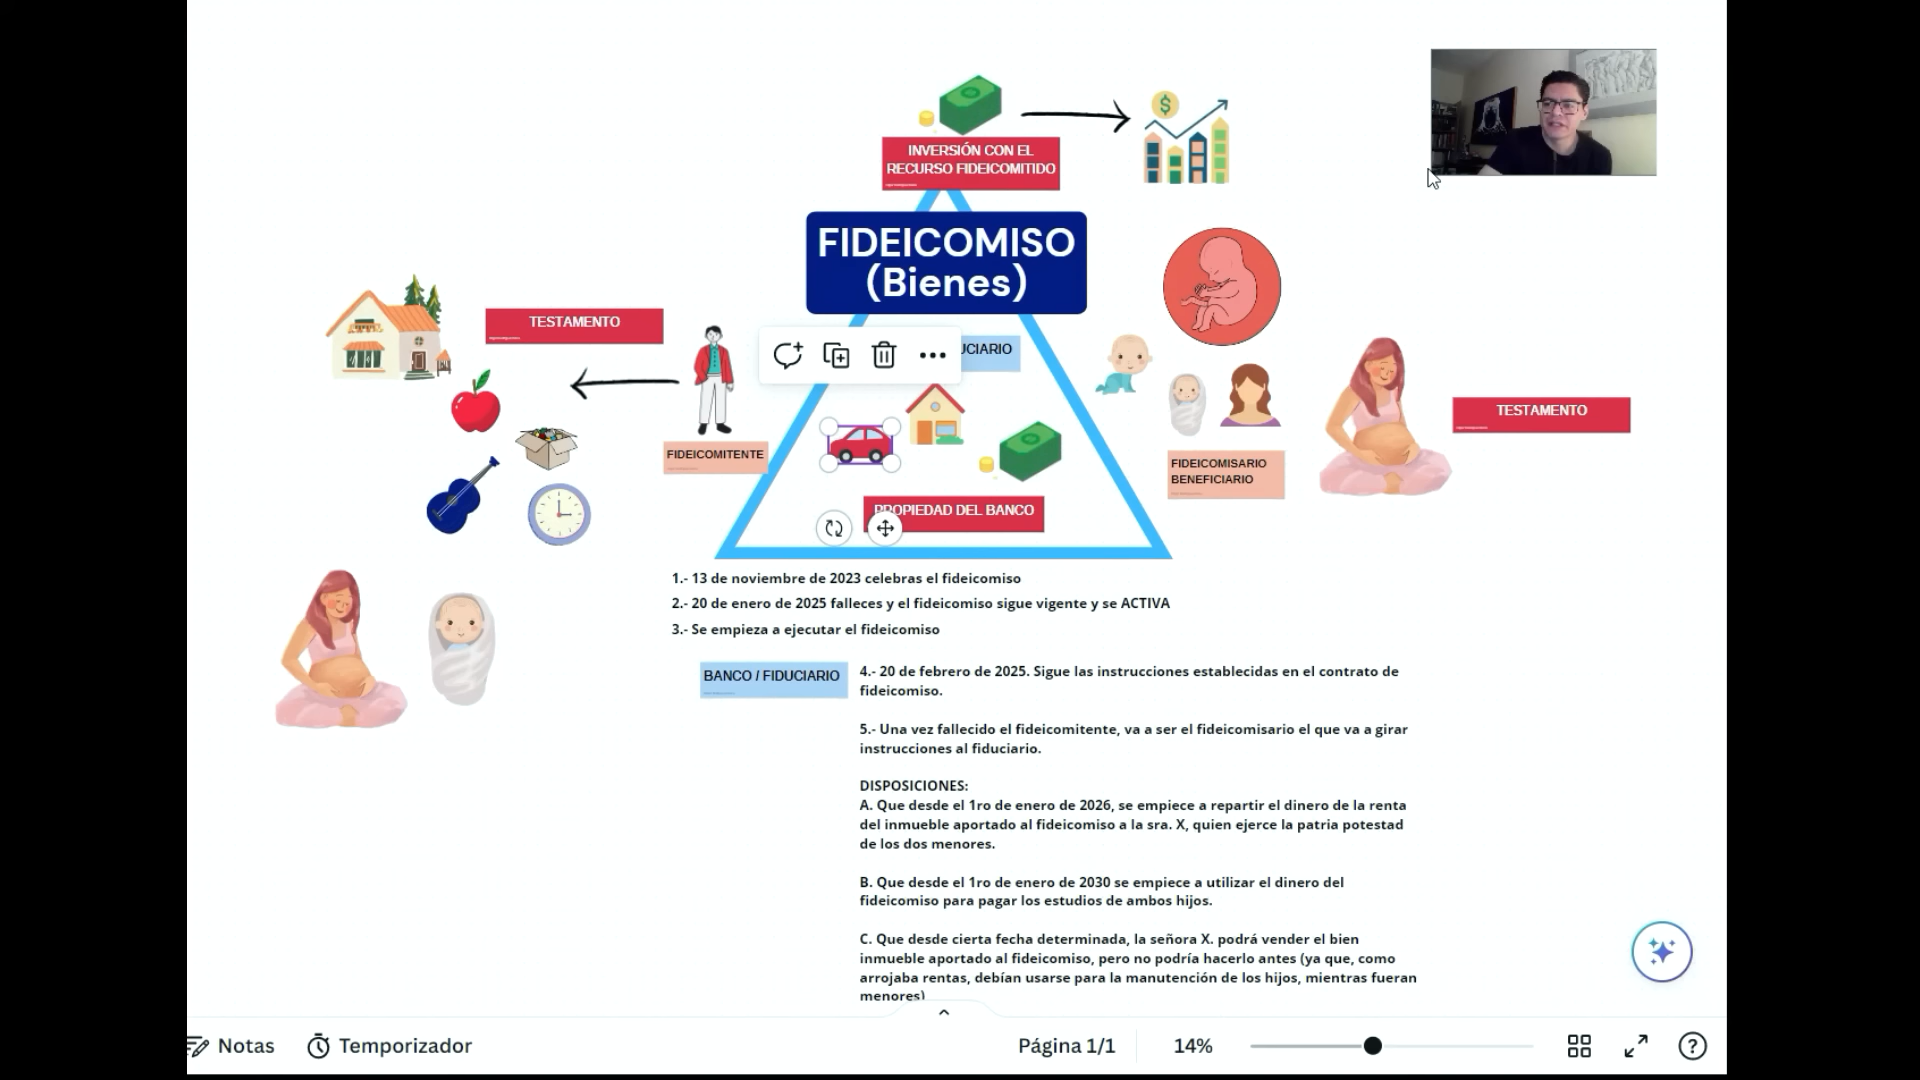 INVERSIÓN CON EL
RECURSO FIDEICOMITIDO
FIDEICOMISO
(Bienes)
TESTAMENTO
UCIARIO
FIDEICOMITENTE
TESTAMENTO
FIDEICOMISARIO
BENEFICIARIO
PROPIEDAD DEL BANCO
1.- 13 de noviembre de 2023 celebras el fideicomiso
2.- 20 de enero de 2025 falleces y el fideicomiso sigue vigente y se ACTIVA
3.- Se empieza a ejecutar el fideicomiso
BANCO / FIDUCIARIO
4.- 20 de febrero de 2025. Sigue las instrucciones establecidas en el contrato de
fideicomiso.
5.- Una vez fallecido el fideicomitente, va a ser el fideicomisario el que va a girar
instrucciones al fiduciario.
DISPOSICIONES:
A. Que desde el 1ro de enero de 2026, se empiece a repartir el dinero de la renta
del inmueble aportado al fideicomiso a la sra. X, quien ejerce la patria potestad
de los dos menores.
B. Que desde el 1ro de enero de 2030 se empiece a utilizar el dinero del
fideicomiso para pagar los estudios de ambos hijos.
C. Que desde cierta fecha determinada, la señora X. podrá vender el bien
inmueble aportado al fideicomiso, pero no podría hacerlo antes (ya que, como
arrojaba rentas, debían usarse para la manutención de los hijos, mientras fueran
menores)
Notas
Temporizador
Página 1/1
14%